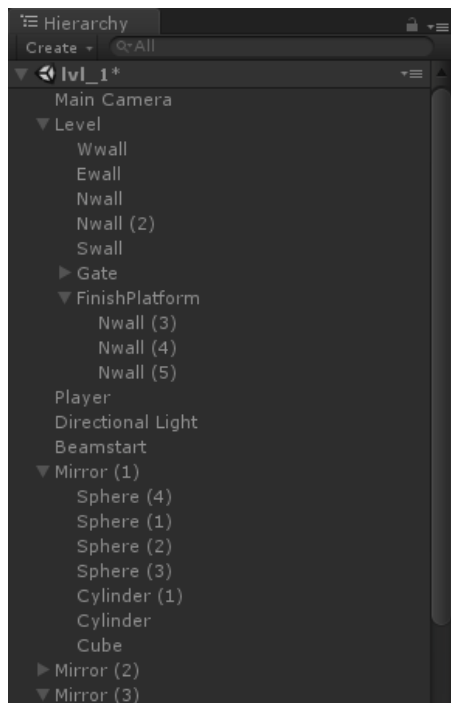 Hierarchy
Create All
lvl_1*
Main Camera
Level
Wwall
Ewall
Nwall
Nwall (2)
Swall
Gate
FinishPlatform
Nwall (3)
Nwall (4)
Nwall (5)
Player
Directional Light
Beamstart
Mirror (1)
Sphere (4)
Sphere (1)
Sphere (2)
Sphere (3)
Cylinder (1)
Cylinder
Cube
Mirror (2)
Mirror (3)